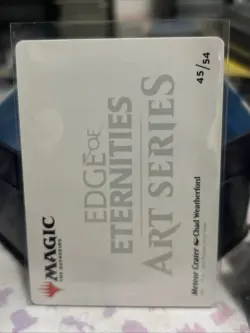 EDGE OF
ETERNITIES
ART SERIES
MAGIC
THE GATHERING
Meteor Crater Chad Weatherford
45/54